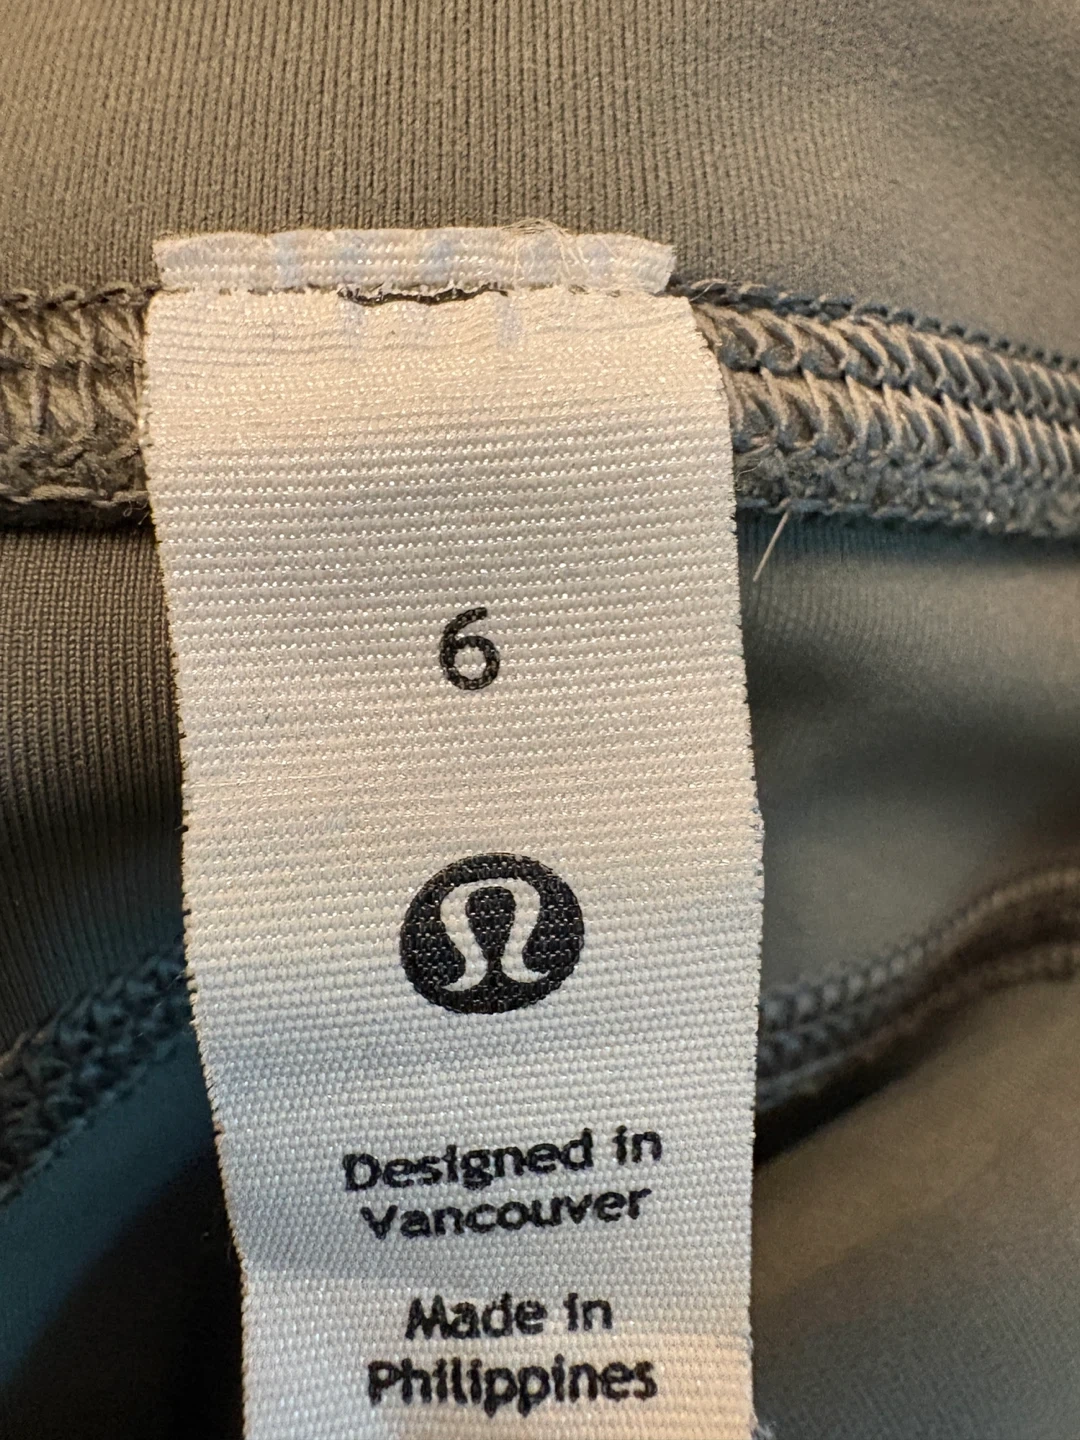 6
Designed in
Vancouver
Made in
Philippines